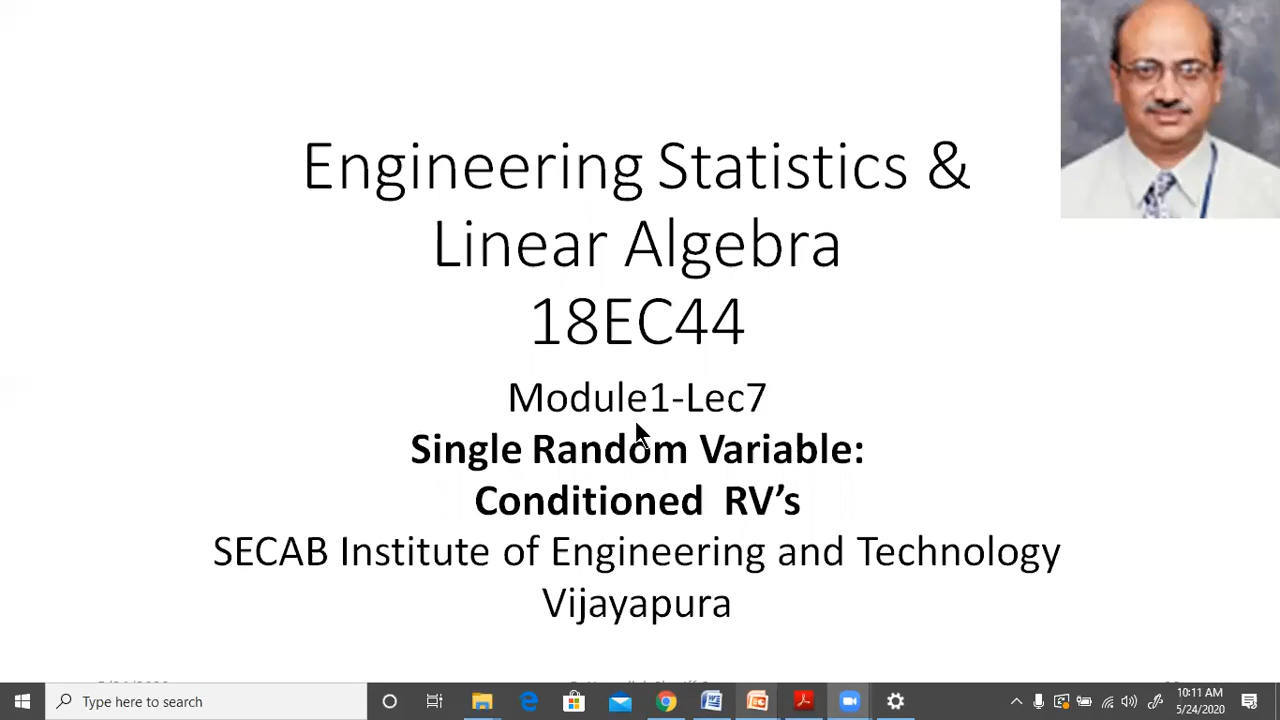 Engineering Statistics &
Linear Algebra
18EC44
Module1-Lec7
Single Random Variable:
Conditioned RV’s
SECAB Institute of Engineering and Technology
Vijayapura
Type here to search
10:11 AM
5/24/2020